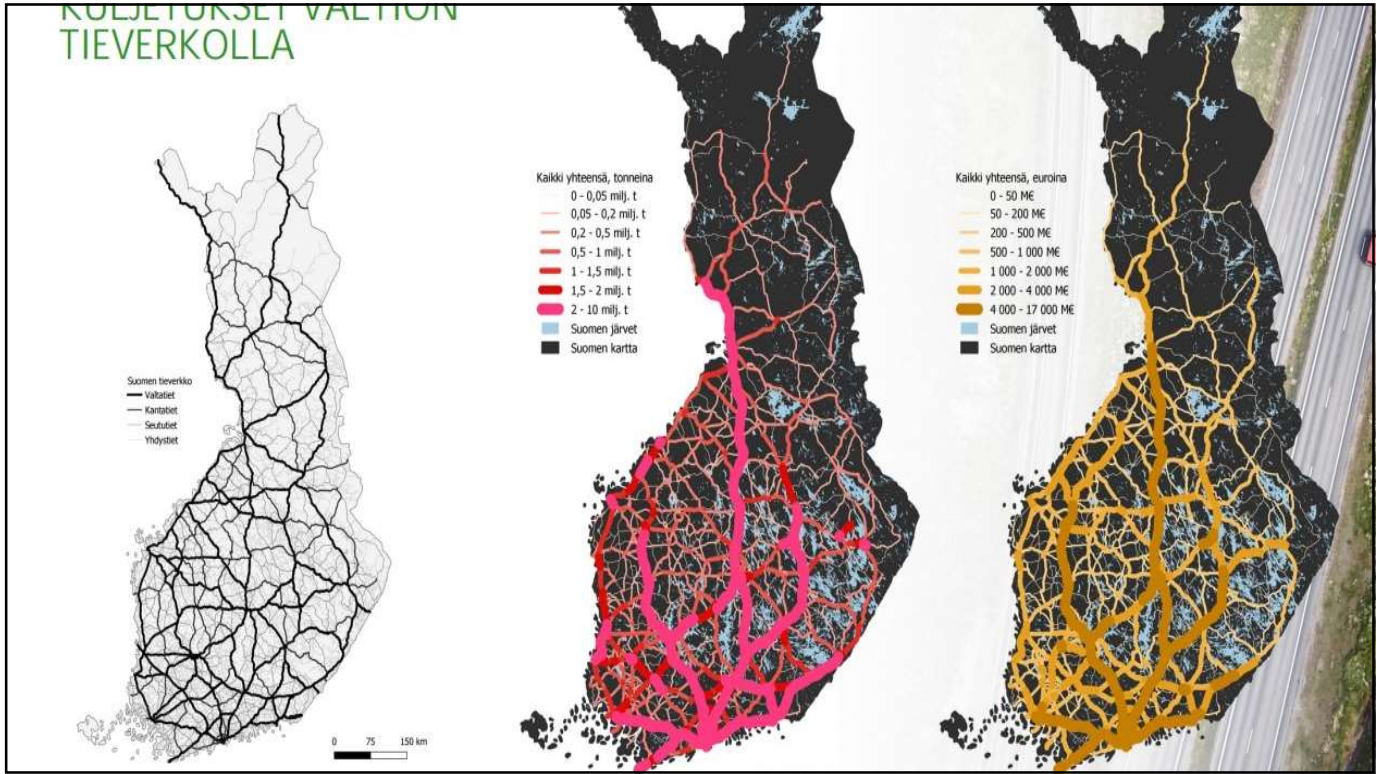 KULJETUKSET VALTION
TIEVERKOLLA
Suomen tieverkko
Valtatiet
Kantatiet
Seututiet
Yhdystiet
0 75 150 km
Kaikki yhteensä, tonneina
0 - 0,05 milj. t
0,05 - 0,2 milj. t
0,2 - 0,5 milj. t
0,5 - 1 milj. t
1 - 1,5 milj. t
1,5 - 2 milj. t
2 - 10 milj. t
Suomen järvet
Suomen kartta
Kaikki yhteensä, euroina
0 - 50 M€
50 - 200 M€
200 - 500 M€
500 - 1 000 M€
1 000 - 2 000 M€
2 000 - 4 000 M€
4 000 - 17 000 M€
Suomen järvet
Suomen kartta